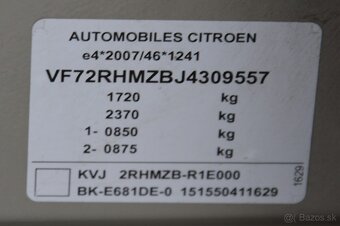 AUTOMOBILES CITROEN
e4*2007/46*1241
VF72RHMZBJ4309557
1720 kg
2370 kg
1- 0850 kg
2- 0875 kg
KVJ 2RHMZB-R1E000
BK-E681DE-0 151550411629
1629
Bazos.sk